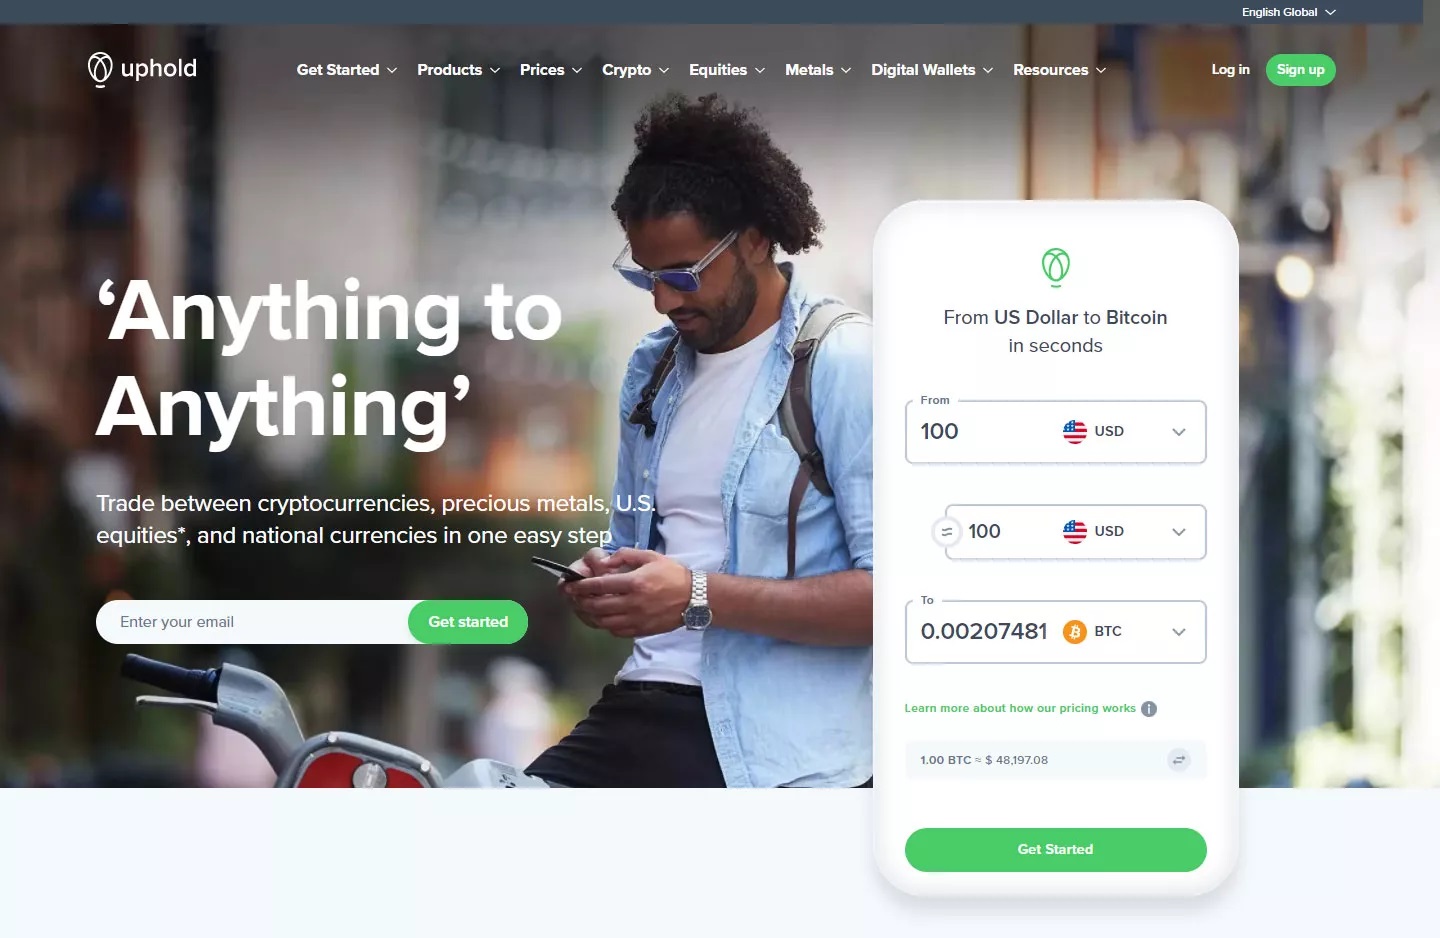 English Global
uphold
Get Started
Products
Prices
Crypto
Equities
Metals
Digital Wallets
Resources
Log in
Sign up
‘Anything to
Anything’
Trade between cryptocurrencies, precious metals, U.S.
equities*, and national currencies in one easy step
Enter your email
Get started
From US Dollar to Bitcoin
in seconds
From
100
USD
≈
100
USD
To
0.00207481
BTC
Learn more about how our pricing works
1.00 BTC ≈ $ 48,197.08
Get Started